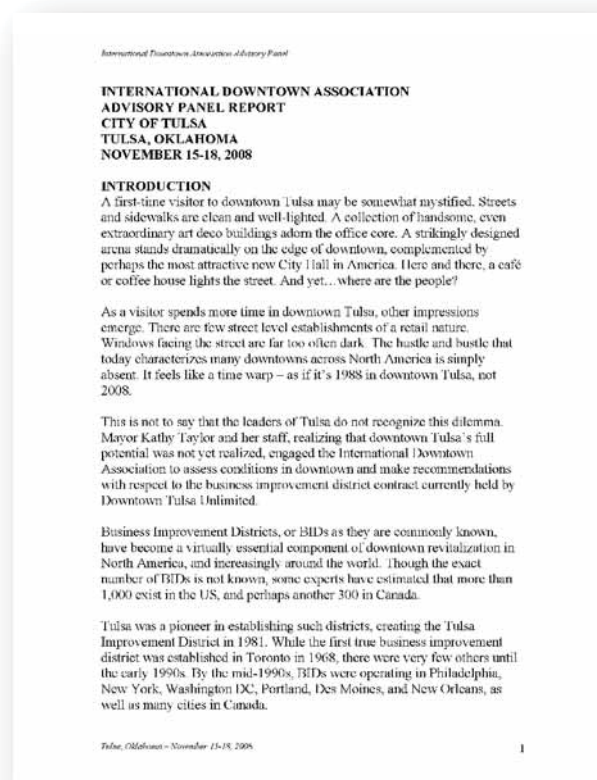 International Downtown Association Advisory Panel
INTERNATIONAL DOWNTOWN ASSOCIATION
ADVISORY PANEL REPORT
CITY OF TULSA
TULSA, OKLAHOMA
NOVEMBER 15-18, 2008
INTRODUCTION
A first-time visitor to downtown Tulsa may be somewhat mystified. Streets
and sidewalks are clean and well-lighted. A collection of handsome, even
extraordinary art deco buildings adorn the office core. A strikingly designed
arena stands dramatically on the edge of downtown, complemented by
perhaps the most attractive new City Hall in America. Here and there, a café
or coffee house lights the street. And yet…where are the people?
As a visitor spends more time in downtown Tulsa, other impressions
emerge. There are few street level establishments of a retail nature.
Windows facing the street are far too often dark. The hustle and bustle that
today characterizes many downtowns across North America is simply
absent. It feels like a time warp – as if it's 1988 in downtown Tulsa, not
2008.
This is not to say that the leaders of Tulsa do not recognize this dilemma.
Mayor Kathy Taylor and her staff, realizing that downtown Tulsa's full
potential was not yet realized, engaged the International Downtown
Association to assess conditions in downtown and make recommendations
with respect to the business improvement district contract currently held by
Downtown Tulsa Unlimited.
Business Improvement Districts, or BIDs as they are commonly known,
have become a virtually essential component of downtown revitalization in
North America, and increasingly around the world. Though the exact
number of BIDs is not known, some experts have estimated that more than
1,000 exist in the US, and perhaps another 300 in Canada.
Tulsa was a pioneer in establishing such districts, creating the Tulsa
Improvement District in 1981. While the first true business improvement
district was established in Toronto in 1968, there were very few others until
the early 1990s. By the mid-1990s, BIDs were operating in Philadelphia,
New York, Washington DC, Portland, Des Moines, and New Orleans, as
well as many cities in Canada.
Tulsa, Oklahoma – November 15-18, 2008
1